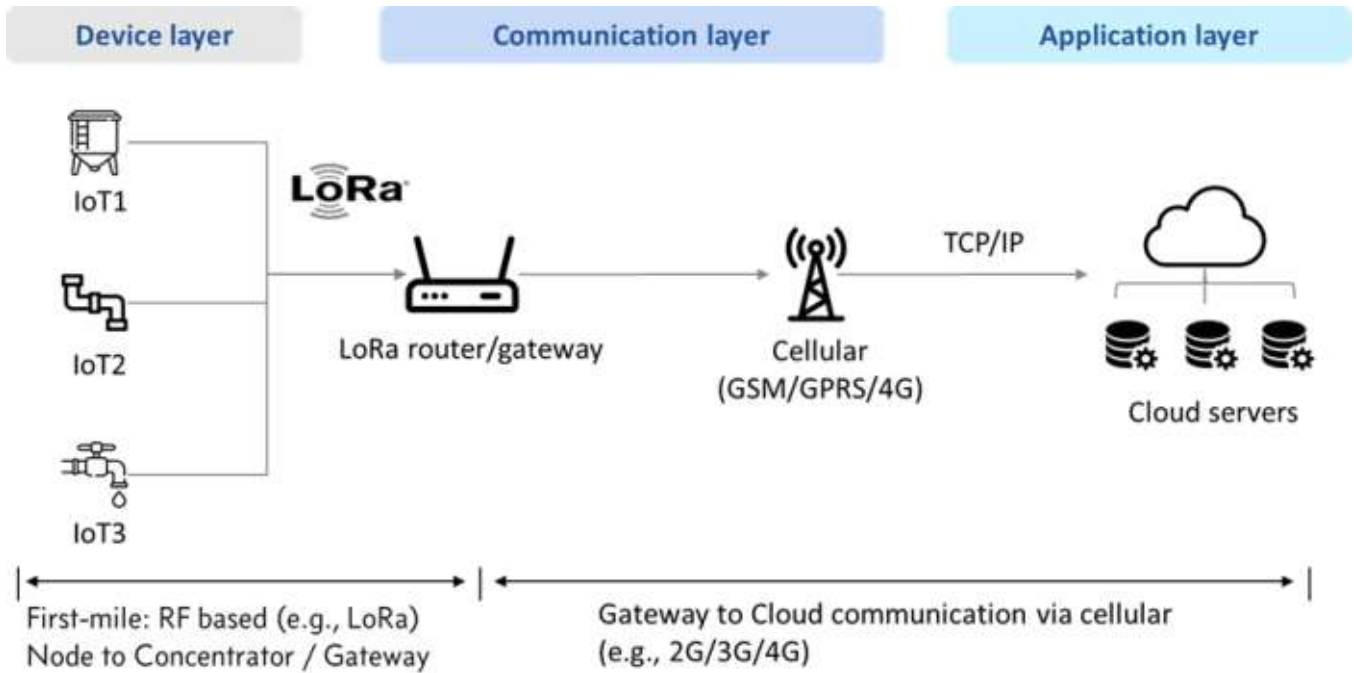 Device layer
Communication layer
Application layer
IoT1
LoRa
IoT2
LoRa router/gateway
Cellular
(GSM/GPRS/4G)
TCP/IP
Cloud servers
IoT3
First-mile: RF based (e.g., LoRa)
Node to Concentrator / Gateway
Gateway to Cloud communication via cellular
(e.g., 2G/3G/4G)